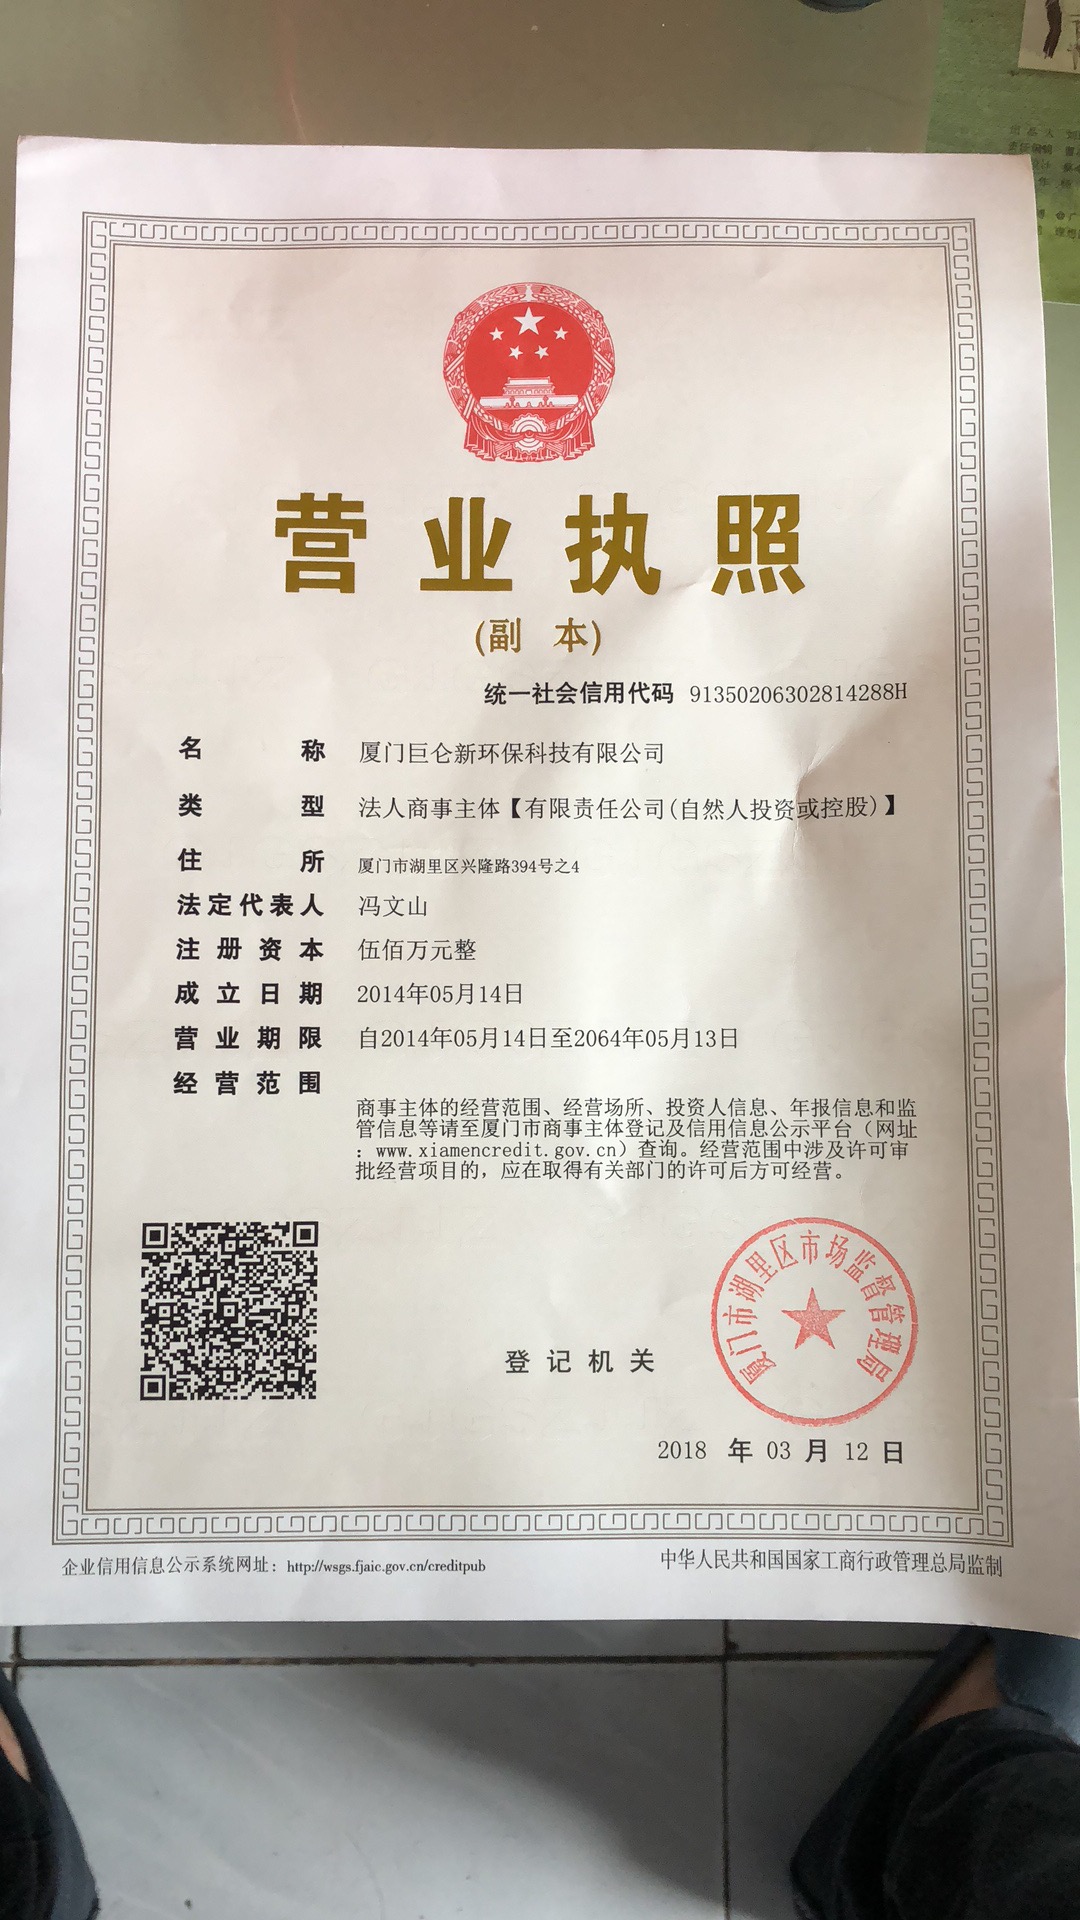 营业执照
(副 本)
统一社会信用代码 91350206302814288H
名称 厦门巨仑新环保科技有限公司
类型 法人商事主体【有限责任公司(自然人投资或控股)】
住所 厦门市湖里区兴隆路394号之4
法定代表人 冯文山
注册资本 伍佰万元整
成立日期 2014年05月14日
营业期限 自2014年05月14日至2064年05月13日
经营范围
商事主体的经营范围、经营场所、投资人信息、年报信息和监
管信息等请至厦门市商事主体登记及信用信息公示平台（网址
：www.xiamencredit.gov.cn）查询。经营范围中涉及许可审
批经营项目的，应在取得有关部门的许可后方可经营。
厦门市湖里区市场监督管理局
登记机关
2018 年 03 月 12 日
企业信用信息公示系统网址：http://wsgs.fjaic.gov.cn/creditpub
中华人民共和国国家工商行政管理总局监制